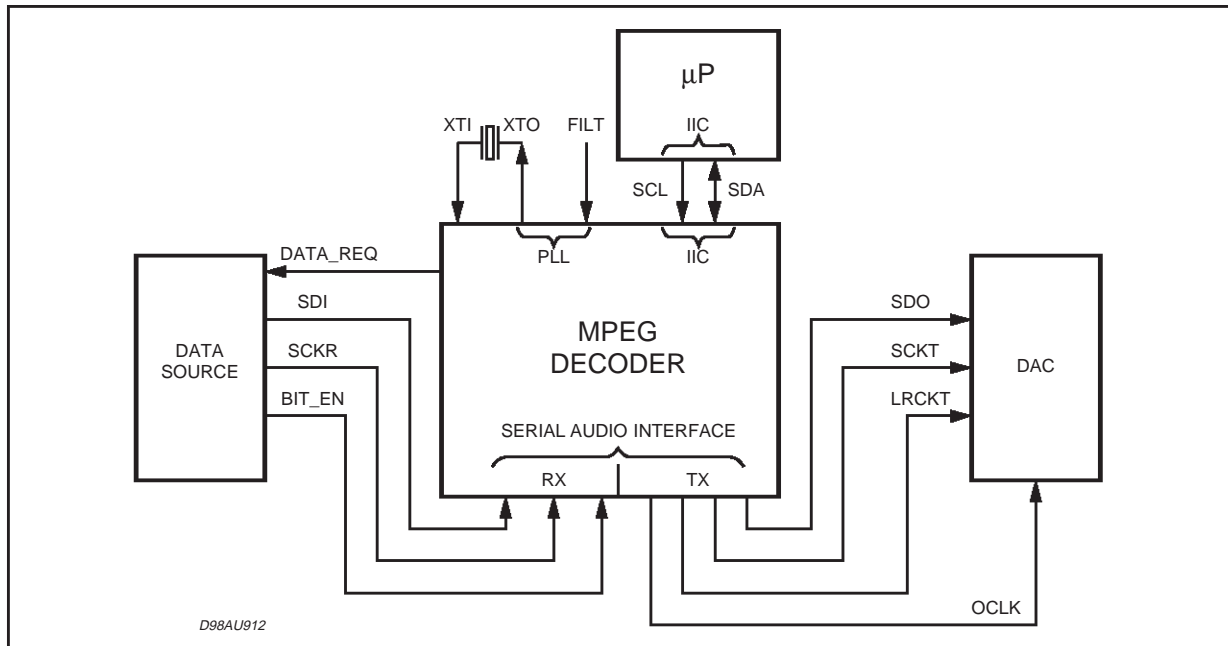 µP
XTI
XTO
FILT
IIC
SCL
SDA
DATA_REQ
PLL
IIC
SDI
SDO
MPEG
DECODER
DATA
SOURCE
SCKR
SCKT
DAC
BIT_EN
LRCKT
SERIAL AUDIO INTERFACE
RX
TX
OCLK
D98AU912